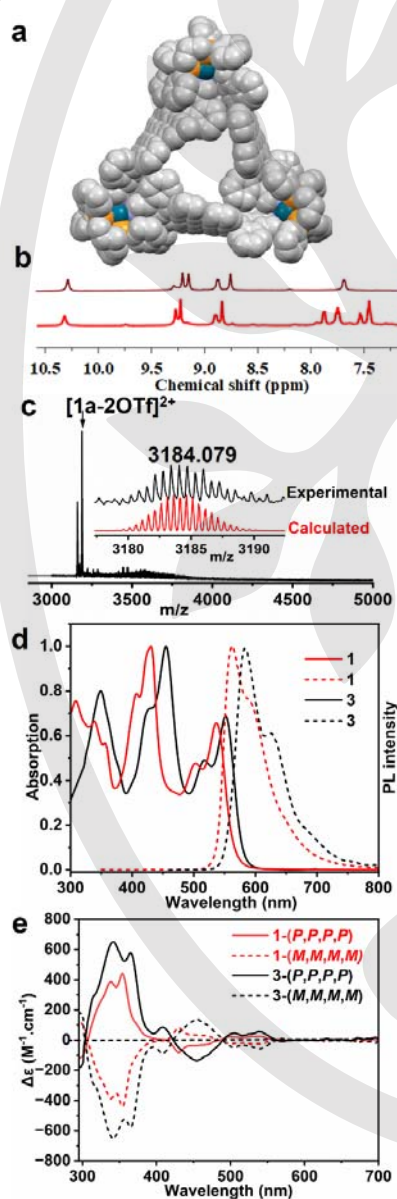 a
b
10.5 10.0 9.5 9.0 8.5 8.0 7.5
Chemical shift (ppm)
c
[1a-2OTf]²⁺
3184.079
Experimental
Calculated
3180 3185 3190
m/z
3000 3500 4000 4500 5000
m/z
d
1.0
0.8
0.6
0.4
0.2
0.0
Absorption
1
1
3
3
PL intensity
300 400 500 600 700 800
Wavelength (nm)
e
800
600
400
200
0
−200
−400
−600
−800
Δε (M⁻¹.cm⁻¹)
1-(P,P,P,P)
1-(M,M,M,M)
3-(P,P,P,P)
3-(M,M,M,M)
300 400 500 600 700
Wavelength (nm)